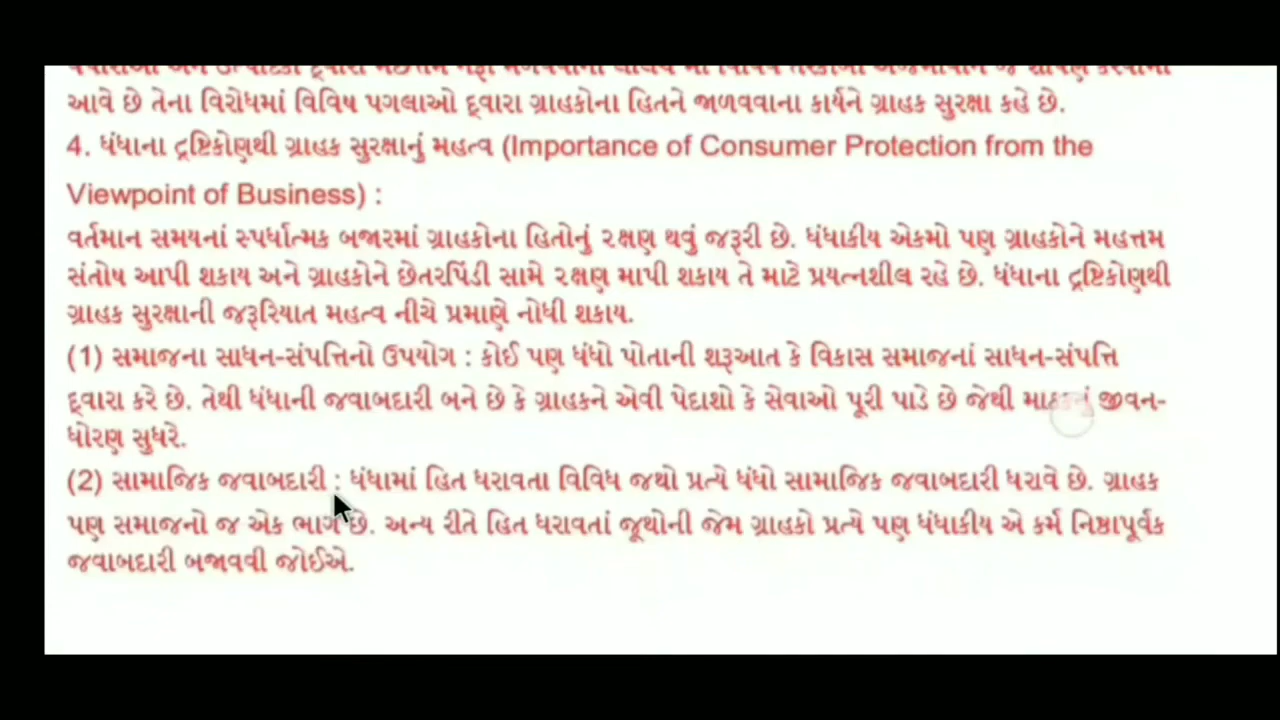 આવે છે તેના વિરોધમાં વિવિધ પગલાઓ દ્વારા ગ્રાહકોના હિતને જાળવવાના કાર્યને ગ્રાહક સુરક્ષા કહે છે.
4. ધંધાના દ્રષ્ટિકોણથી ગ્રાહક સુરક્ષાનું મહત્વ (Importance of Consumer Protection from the
Viewpoint of Business) :
વર્તમાન સમયનાં સ્પર્ધાત્મક બજારમાં ગ્રાહકોના હિતોનું રક્ષણ થવું જરૂરી છે. ધંધાકીય એકમો પણ ગ્રાહકોને મહત્તમ
સંતોષ આપી શકાય અને ગ્રાહકોને છેતરપિંડી સામે રક્ષણ માપી શકાય તે માટે પ્રયત્નશીલ રહે છે. ધંધાના દ્રષ્ટિકોણથી
ગ્રાહક સુરક્ષાની જરૂરિયાત મહત્વ નીચે પ્રમાણે નોધી શકાય.
(1) સમાજના સાધન-સંપત્તિનો ઉપયોગ : કોઈ પણ ધંધો પોતાની શરૂઆત કે વિકાસ સમાજનાં સાધન-સંપત્તિ
દ્વારા કરે છે. તેથી ધંધાની જવાબદારી બને છે કે ગ્રાહકને એવી પેદાશો કે સેવાઓ પૂરી પાડે છે જેથી જીવન-
ધોરણ સુધરે.
(2) સામાજિક જવાબદારી : ધંધામાં હિત ધરાવતા વિવિધ જથો પ્રત્યે ધંધો સામાજિક જવાબદારી ધરાવે છે. ગ્રાહક
પણ સમાજનો જ એક ભાગ છે. અન્ય રીતે હિત ધરાવતાં જૂથોની જેમ ગ્રાહકો પ્રત્યે પણ ધંધાકીય એ કર્મ નિષ્ઠાપૂર્વક
જવાબદારી બજાવવી જોઈએ.